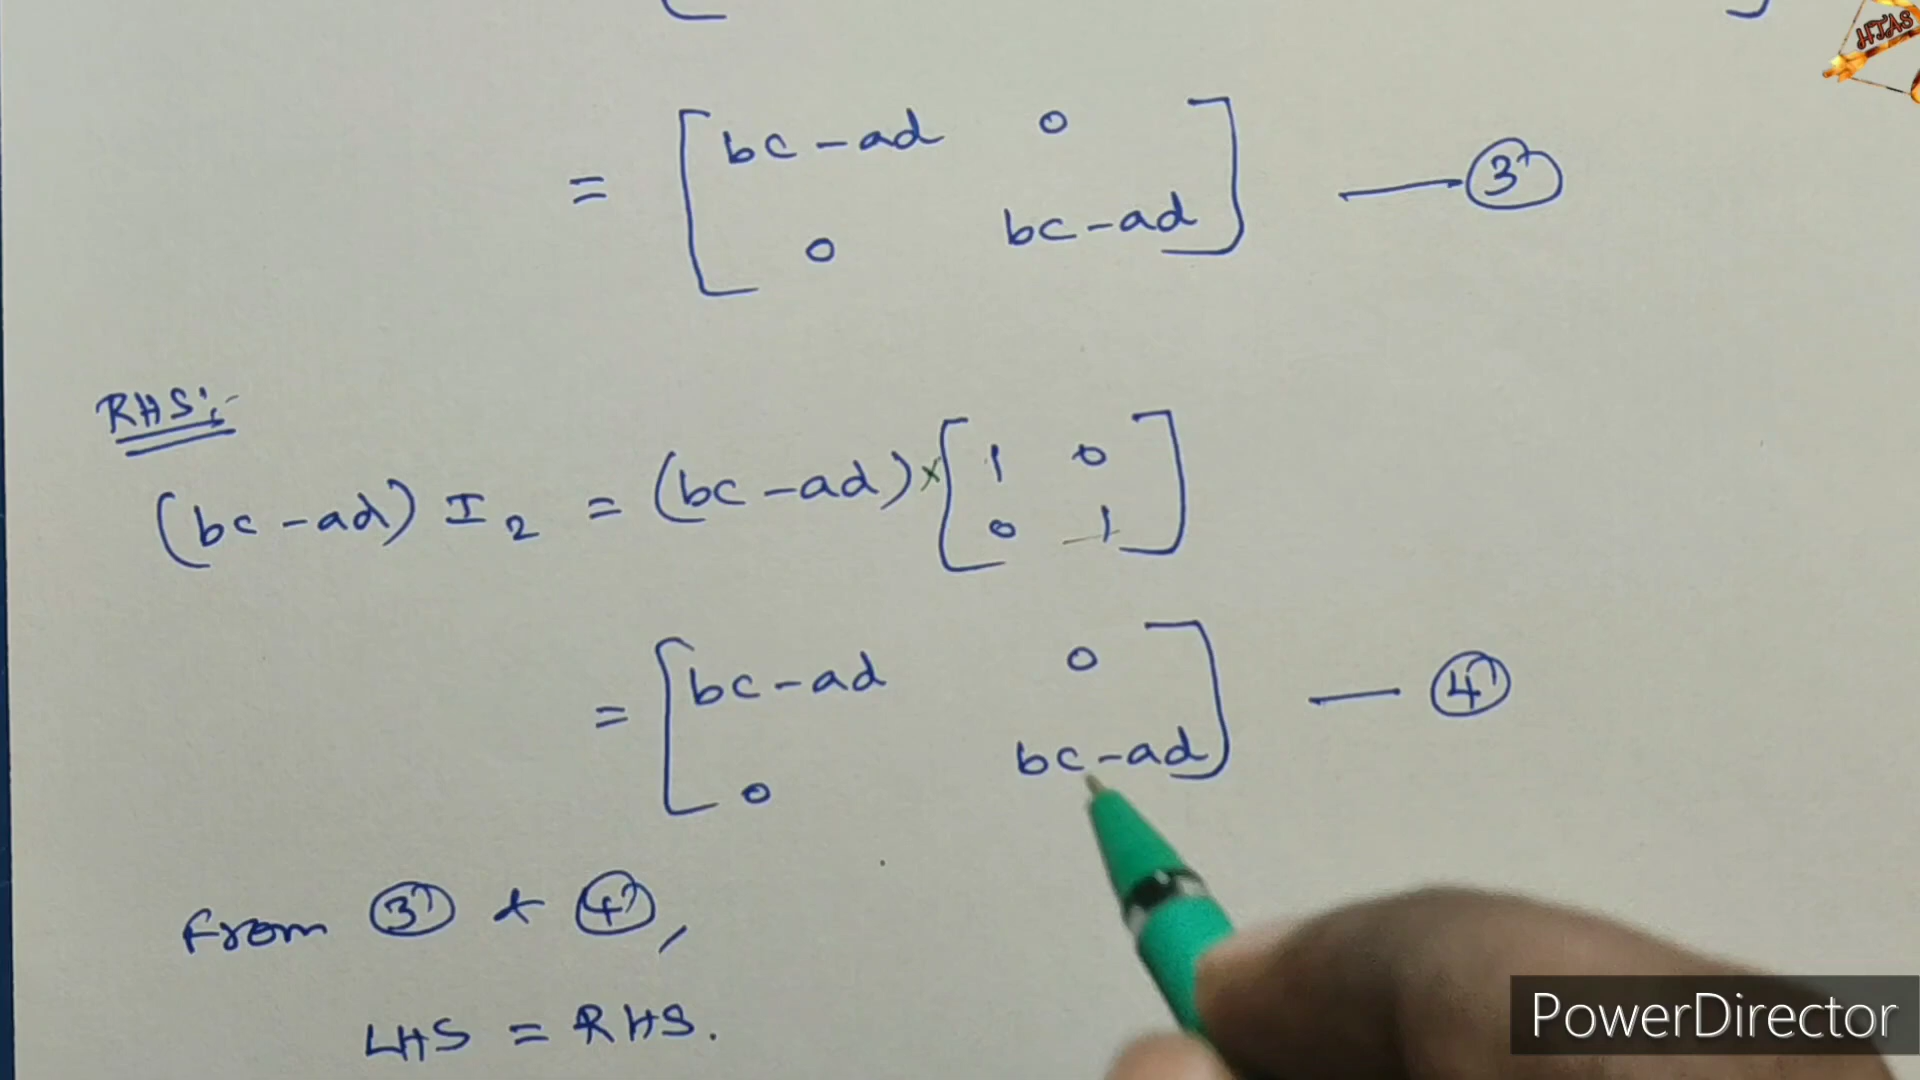 HTAS
= [ bc-ad 0
0 bc-ad ] — ③
RHS:-
(bc-ad) I₂ = (bc-ad) × [ 1 0
0 1 ]
= [ bc-ad 0
0 bc-ad ] — ④
From ③ & ④,
LHS = RHS.
PowerDirector